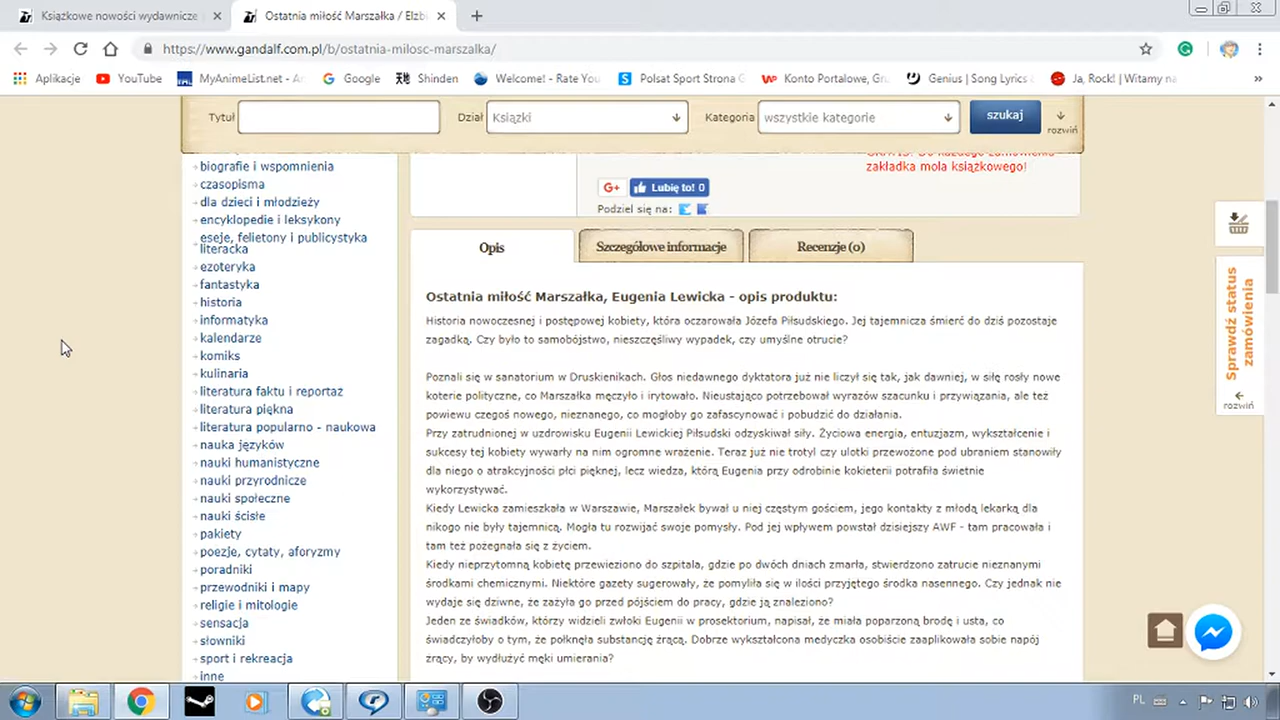 Książkowe nowości wydawnicze
Ostatnia miłość Marszałka / Elżbi
https://www.gandalf.com.pl/b/ostatnia-milosc-marszalka/
Aplikacje YouTube MyAnimeList.net - An Google Shinden Welcome! - Rate You Polsat Sport Strona G Konto Portalowe, Gr Genius | Song Lyrics & Ja, Rock! | Witamy na »
Tytuł Dział Książki Kategoria wszystkie kategorie szukaj rozwiń
zakładka mola książkowego!
G+ Lubię to! 0
Podziel się na:
biografie i wspomnienia
czasopisma
dla dzieci i młodzieży
encyklopedie i leksykony
eseje, felietony i publicystyka
literacka
ezoteryka
fantastyka
historia
informatyka
kalendarze
komiks
kulinaria
literatura faktu i reportaż
literatura piękna
literatura popularno - naukowa
nauka języków
nauki humanistyczne
nauki przyrodnicze
nauki społeczne
nauki ścisłe
pakiety
poezje, cytaty, aforyzmy
poradniki
przewodniki i mapy
religie i mitologie
sensacja
słowniki
sport i rekreacja
inne
Opis Szczegółowe informacje Recenzje (0)
Ostatnia miłość Marszałka, Eugenia Lewicka - opis produktu:
Historia nowoczesnej i postępowej kobiety, która oczarowała Józefa Piłsudskiego. Jej tajemnicza śmierć do dziś pozostaje
zagadką. Czy było to samobójstwo, nieszczęśliwy wypadek, czy umyślne otrucie?
Poznali się w sanatorium w Druskienikach. Głos niedawnego dyktatora już nie liczył się tak, jak dawniej, w siłę rosły nowe
koterie polityczne, co Marszałka męczyło i irytowało. Nieustająco potrzebował wyrazów szacunku i przywiązania, ale też
powiewu czegoś nowego, nieznanego, co mogłoby go zafascynować i pobudzić do działania.
Przy zatrudnionej w uzdrowisku Eugenii Lewickiej Piłsudski odzyskiwał siły. Życiowa energia, entuzjazm, wykształcenie i
sukcesy tej kobiety wywarły na nim ogromne wrażenie. Teraz już nie trotyl czy ulotki przewożone pod ubraniem stanowiły
dla niego o atrakcyjności płci pięknej, lecz wiedza, którą Eugenia przy odrobinie kokieterii potrafiła świetnie
wykorzystywać.
Kiedy Lewicka zamieszkała w Warszawie, Marszałek bywał u niej częstym gościem, jego kontakty z młodą lekarką dla
nikogo nie były tajemnicą. Mogła tu rozwijać swoje pomysły. Pod jej wpływem powstał dzisiejszy AWF - tam pracowała i
tam też pożegnała się z życiem.
Kiedy nieprzytomną kobietę przewieziono do szpitala, gdzie po dwóch dniach zmarła, stwierdzono zatrucie nieznanymi
środkami chemicznymi. Niektóre gazety sugerowały, że pomyliła się w ilości przyjętego środka nasennego. Czy jednak nie
wydaje się dziwne, że zażyła go przed pójściem do pracy, gdzie ją znaleziono?
Jeden ze świadków, którzy widzieli zwłoki Eugenii w prosektorium, napisał, że miała poparzoną brodę i usta, co
świadczyłoby o tym, że połknęła substancję żrącą. Dobrze wykształcona medyczka osobiście zaaplikowała sobie napój
żrący, by wydłużyć męki umierania?
Sprawdź status
zamówienia
rozwiń
PL